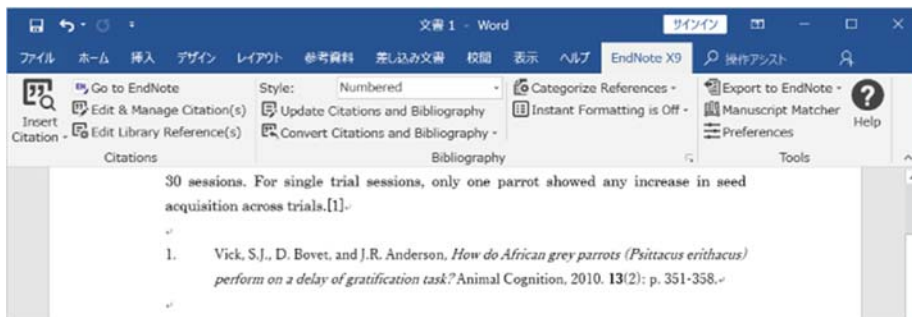 文書 1 - Word サインイン
ファイル ホーム 挿入 デザイン レイアウト 参考資料 差し込み文書 校閲 表示 ヘルプ EndNote X9 操作アシスト
Go to EndNote Style: Numbered Categorize References Export to EndNote
Insert Citation Edit & Manage Citation(s) Update Citations and Bibliography Instant Formatting is Off Manuscript Matcher Help
Edit Library Reference(s) Convert Citations and Bibliography Preferences
Citations Bibliography Tools
30 sessions. For single trial sessions, only one parrot showed any increase in seed
acquisition across trials.[1]
1. Vick, S.J., D. Bovet, and J.R. Anderson, How do African grey parrots (Psittacus erithacus)
perform on a delay of gratification task? Animal Cognition, 2010. 13(2): p. 351-358.